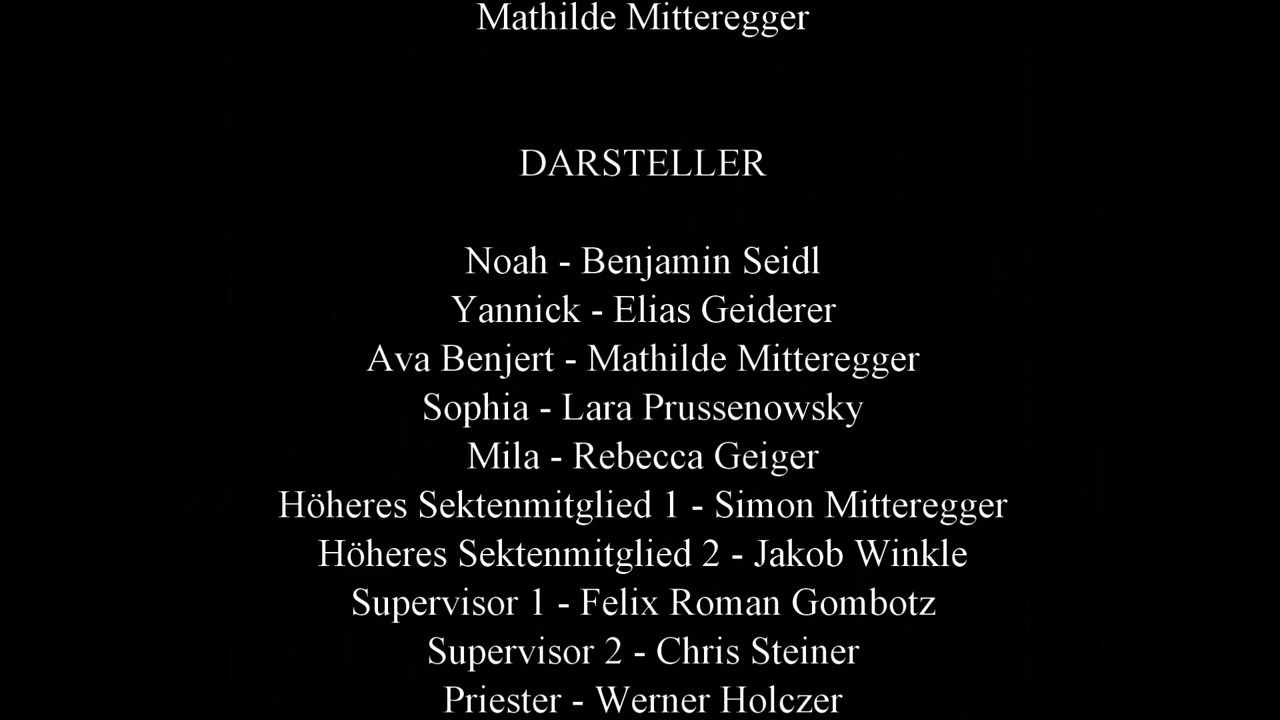 Mathilde Mitteregger
DARSTELLER
Noah - Benjamin Seidl
Yannick - Elias Geiderer
Ava Benjert - Mathilde Mitteregger
Sophia - Lara Prussenowsky
Mila - Rebecca Geiger
Höheres Sektenmitglied 1 - Simon Mitteregger
Höheres Sektenmitglied 2 - Jakob Winkle
Supervisor 1 - Felix Roman Gombotz
Supervisor 2 - Chris Steiner
Priester - Werner Holczer